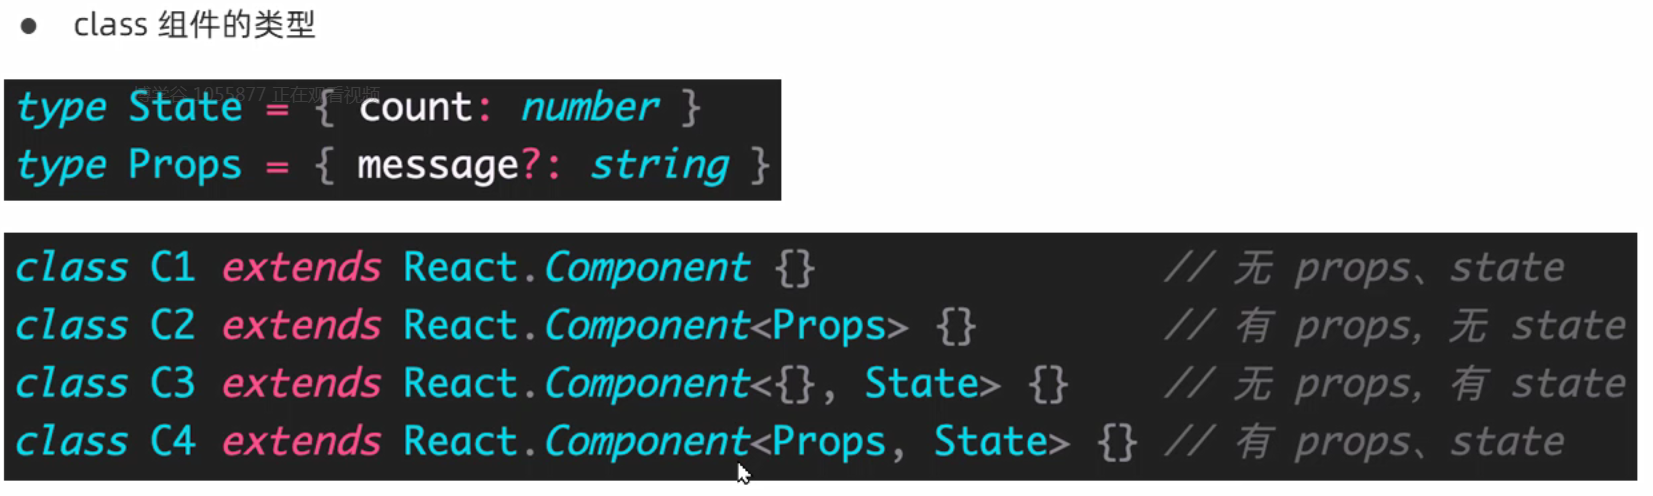 ● class 组件的类型
博学谷 1055877 正在观看视频
type State = { count: number }
type Props = { message?: string }
class C1 extends React.Component {} // 无 props、state
class C2 extends React.Component<Props> {} // 有 props, 无 state
class C3 extends React.Component<{}, State> {} // 无 props, 有 state
class C4 extends React.Component<Props, State> {} // 有 props、state